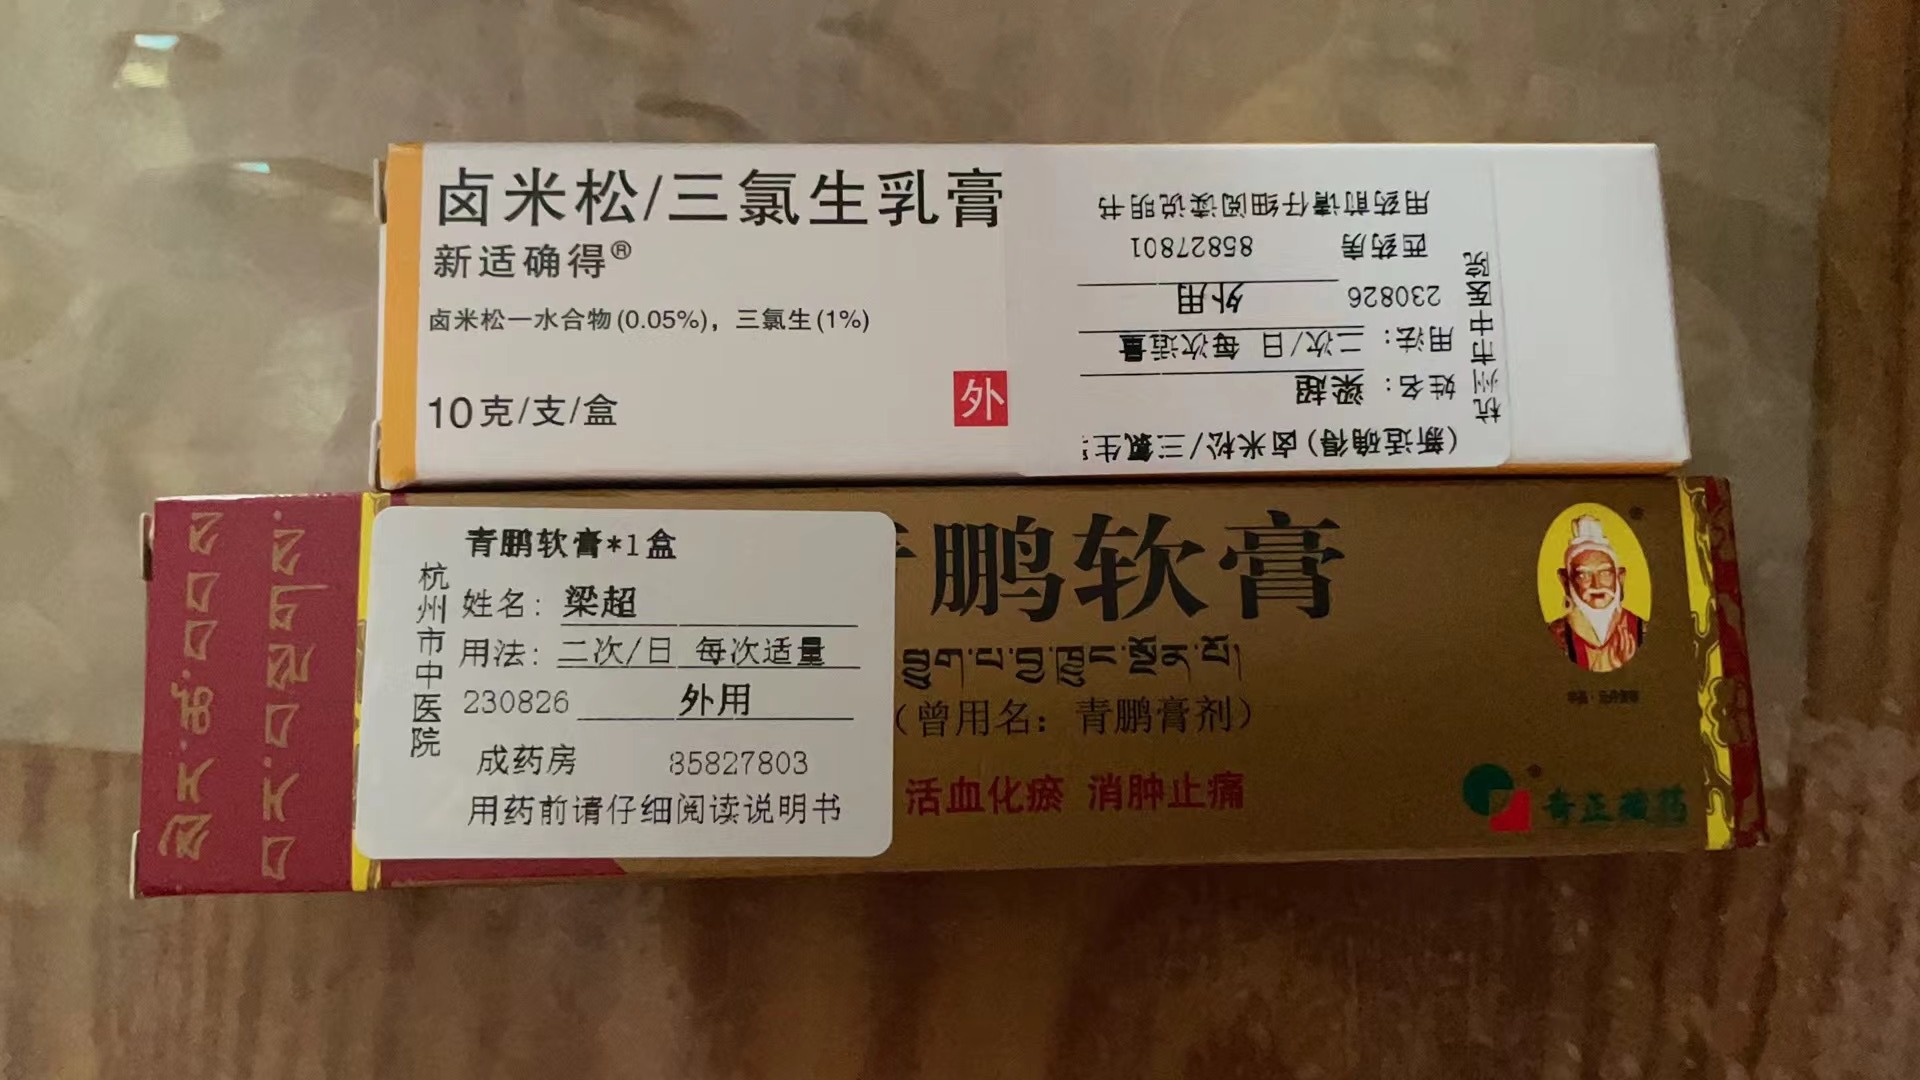 卤米松/三氯生乳膏
新适确得®
卤米松一水合物(0.05%)，三氯生(1%)
10克/支/盒
外
(新适确得)卤米松/三氯生
姓名：梁超
用法：二次/日 每次适量
230826 外用
西药房 85827801
用药前请仔细阅读说明书
杭州市中医院
青鹏软膏*1盒
姓名：梁超
用法：二次/日 每次适量
230826 外用
成药房 85827803
用药前请仔细阅读说明书
杭州市中医院
鹏软膏
（曾用名：青鹏膏剂）
活血化瘀 消肿止痛
奇正藏药